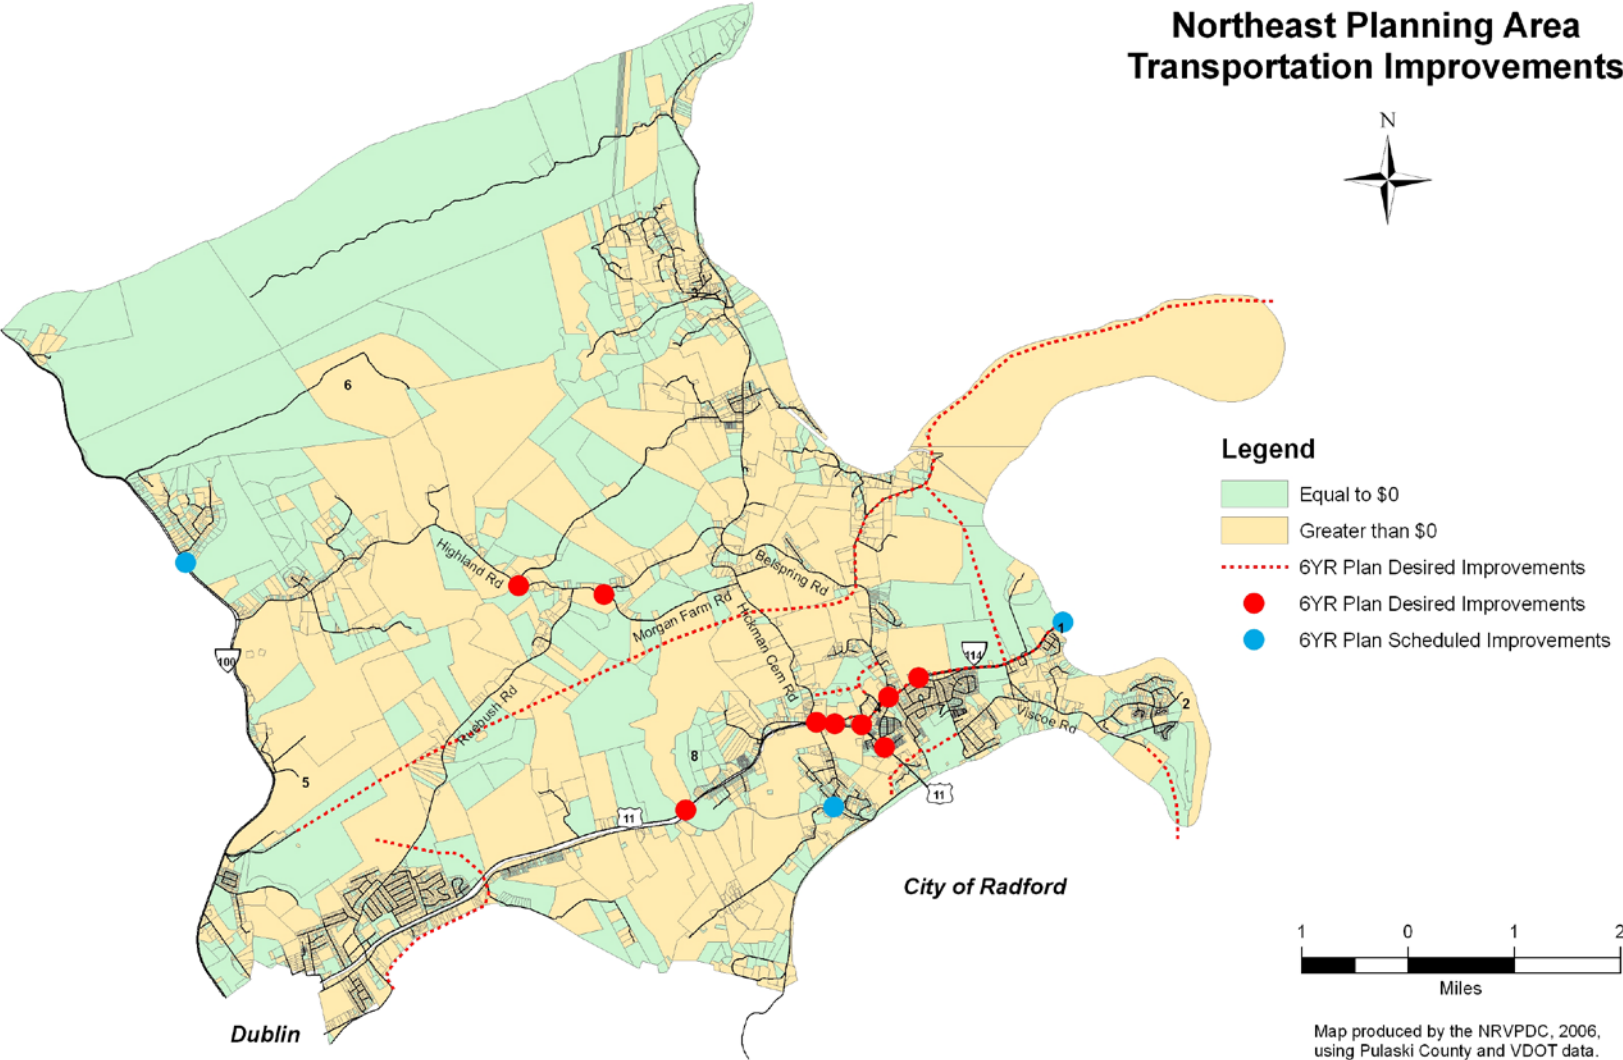 Northeast Planning Area
Transportation Improvements
N
6
Legend
Equal to $0
Greater than $0
6YR Plan Desired Improvements
6YR Plan Desired Improvements
6YR Plan Scheduled Improvements
Highland Rd
Belspring Rd
Morgan Farm Rd
Hickman Cem Rd
1
100
114
Ruebush Rd
2
7
Viscoe Rd
8
5
11
11
City of Radford
1 0 1 2
Miles
Dublin
Map produced by the NRVPDC, 2006,
using Pulaski County and VDOT data.